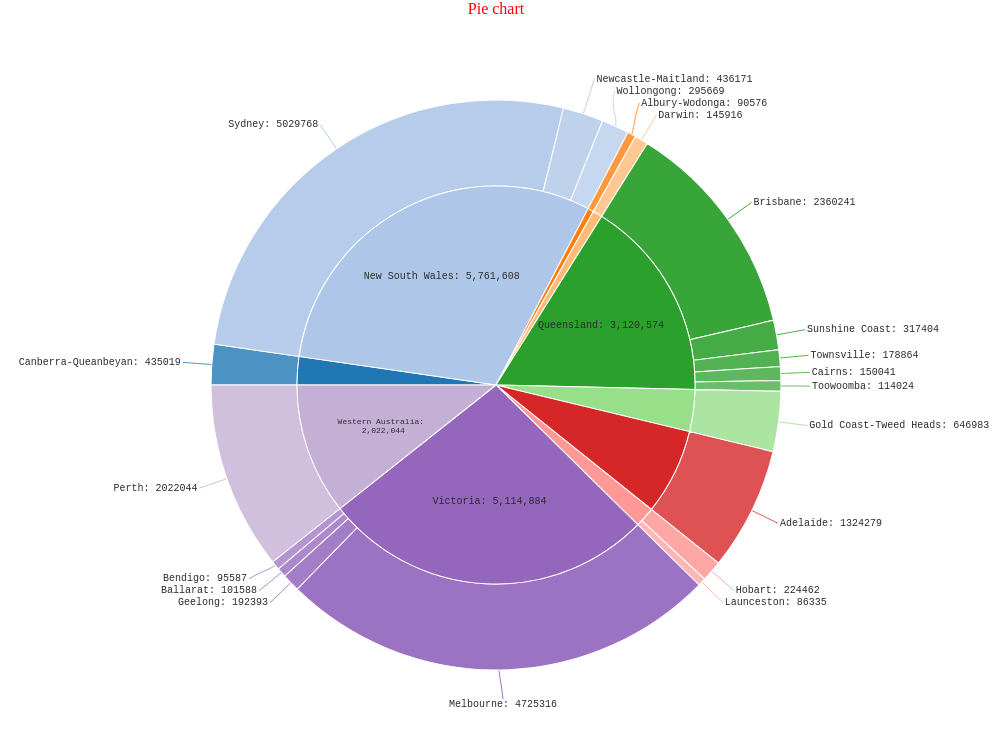 Pie chart
Newcastle-Maitland: 436171
Wollongong: 295669
Albury-Wodonga: 90576
Darwin: 145916
Sydney: 5029768
Brisbane: 2360241
New South Wales: 5,761,608
Queensland: 3,120,574
Sunshine Coast: 317404
Townsville: 178864
Canberra-Queanbeyan: 435019
Cairns: 150041
Toowoomba: 114024
Western Australia:
2,022,044
Gold Coast-Tweed Heads: 646983
Perth: 2022044
Victoria: 5,114,884
Adelaide: 1324279
Bendigo: 95587
Ballarat: 101588
Geelong: 192393
Hobart: 224462
Launceston: 86335
Melbourne: 4725316